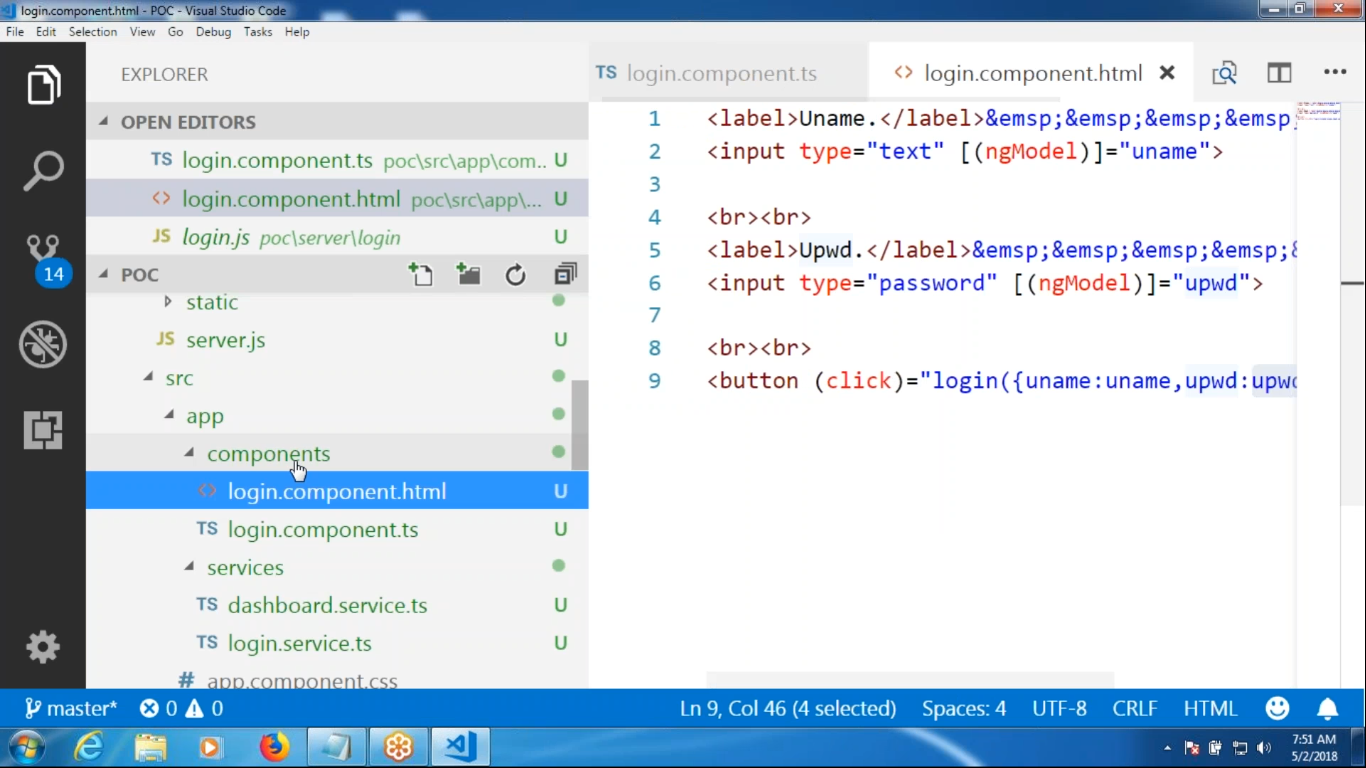 login.component.html - POC - Visual Studio Code
File Edit Selection View Go Debug Tasks Help
EXPLORER
OPEN EDITORS
TS login.component.ts poc\src\app\com... U
<> login.component.html poc\src\app\... U
JS login.js poc\server\login U
14
POC
static
JS server.js U
src
app
components
<> login.component.html U
TS login.component.ts U
services
TS dashboard.service.ts U
TS login.service.ts U
# app.component.css
TS login.component.ts
<> login.component.html
1 <label>Uname.</label>&emsp;&emsp;&emsp;&emsp;
2 <input type="text" [(ngModel)]="uname">
3
4 <br><br>
5 <label>Upwd.</label>&emsp;&emsp;&emsp;&emsp;&
6 <input type="password" [(ngModel)]="upwd">
7
8 <br><br>
9 <button (click)="login({uname:uname,upwd:upwd
master* 0 0 Ln 9, Col 46 (4 selected) Spaces: 4 UTF-8 CRLF HTML
7:51 AM
5/2/2018